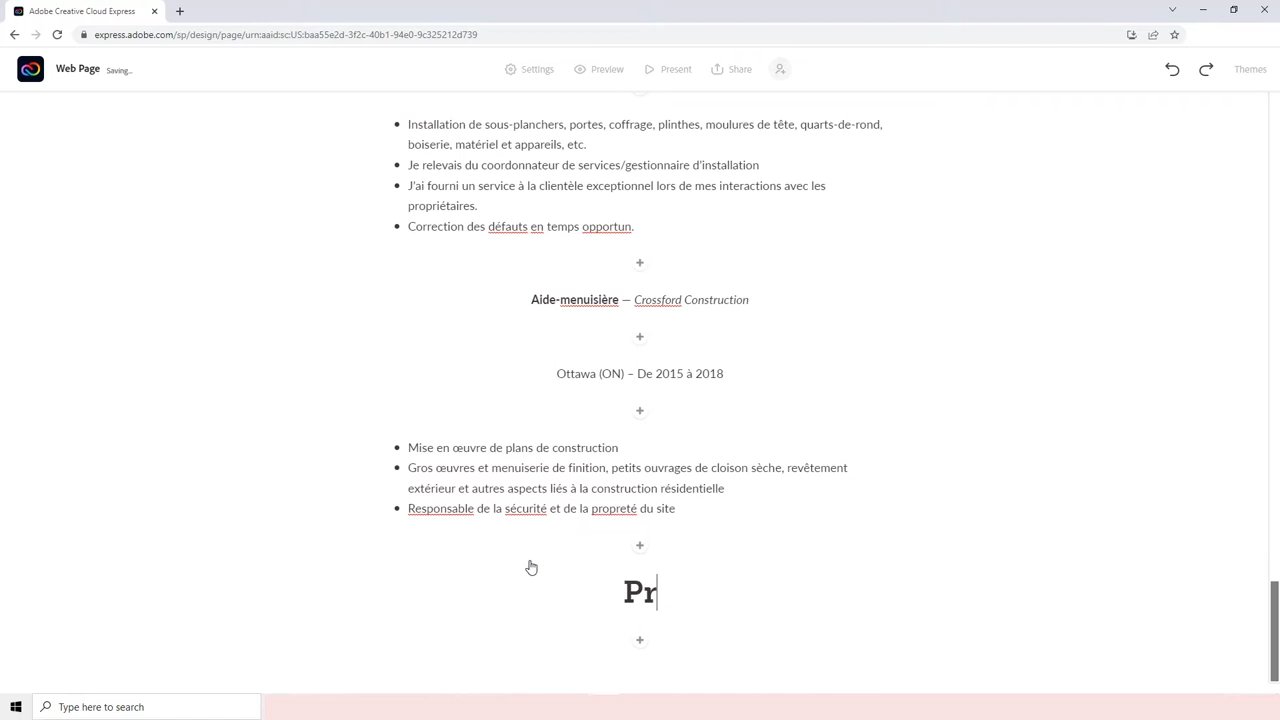 Adobe Creative Cloud Express
express.adobe.com/sp/design/page/urn:aaid:sc:US:baa55e2d-3f2c-40b1-94e0-9c325212d739
Web Page Saving... Settings Preview Present Share Themes
Installation de sous-planchers, portes, coffrage, plinthes, moulures de tête, quarts-de-rond,
boiserie, matériel et appareils, etc.
Je relevais du coordonnateur de services/gestionnaire d'installation
J'ai fourni un service à la clientèle exceptionnel lors de mes interactions avec les
propriétaires.
Correction des défauts en temps opportun.
Aide-menuisière — Crossford Construction
Ottawa (ON) – De 2015 à 2018
Mise en œuvre de plans de construction
Gros œuvres et menuiserie de finition, petits ouvrages de cloison sèche, revêtement
extérieur et autres aspects liés à la construction résidentielle
Responsable de la sécurité et de la propreté du site
Pr
Type here to search